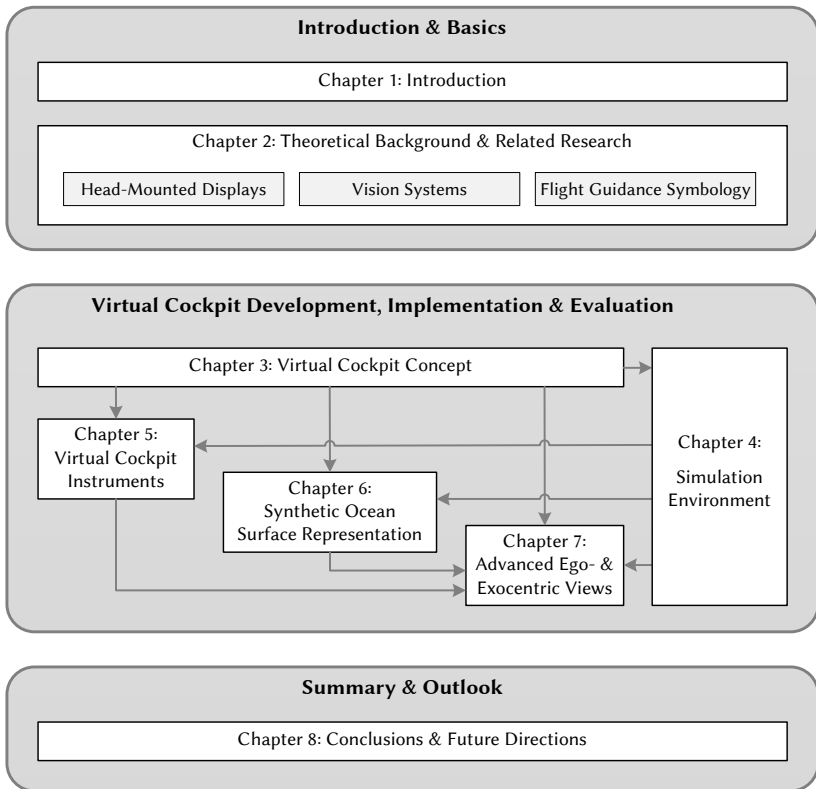 Introduction & Basics
Chapter 1: Introduction
Chapter 2: Theoretical Background & Related Research
Head-Mounted Displays
Vision Systems
Flight Guidance Symbology
Virtual Cockpit Development, Implementation & Evaluation
Chapter 3: Virtual Cockpit Concept
Chapter 4:
Simulation
Environment
Chapter 5:
Virtual Cockpit
Instruments
Chapter 6:
Synthetic Ocean
Surface Representation
Chapter 7:
Advanced Ego- &
Exocentric Views
Summary & Outlook
Chapter 8: Conclusions & Future Directions